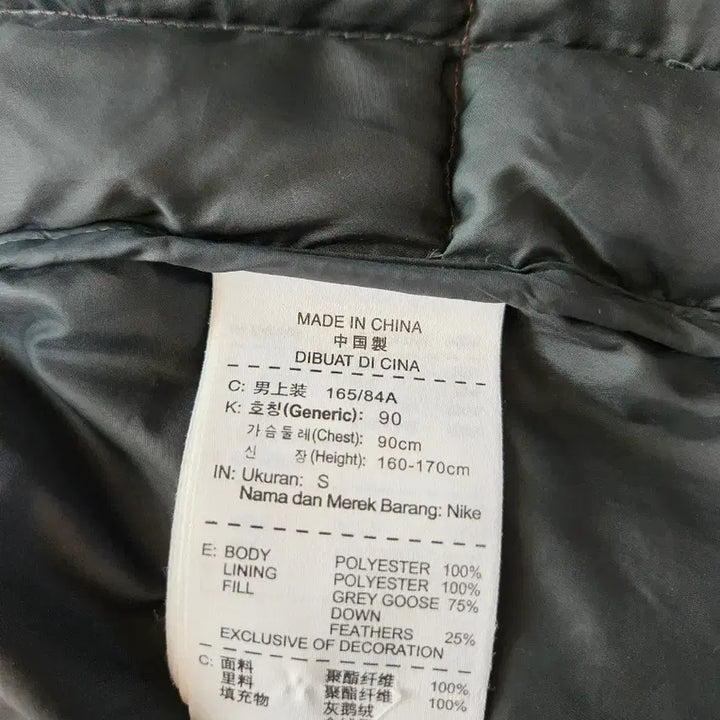 MADE IN CHINA
中国製
DIBUAT DI CINA
C: 男上装 165/84A
K: 호칭(Generic): 90
가슴둘레(Chest): 90cm
신 장(Height): 160-170cm
IN: Ukuran: S
Nama dan Merek Barang: Nike
E: BODY POLYESTER 100%
LINING POLYESTER 100%
FILL GREY GOOSE 75%
DOWN
FEATHERS 25%
EXCLUSIVE OF DECORATION
C: 面料 聚酯纤维 100%
里料 聚酯纤维 100%
填充物 灰鹅绒